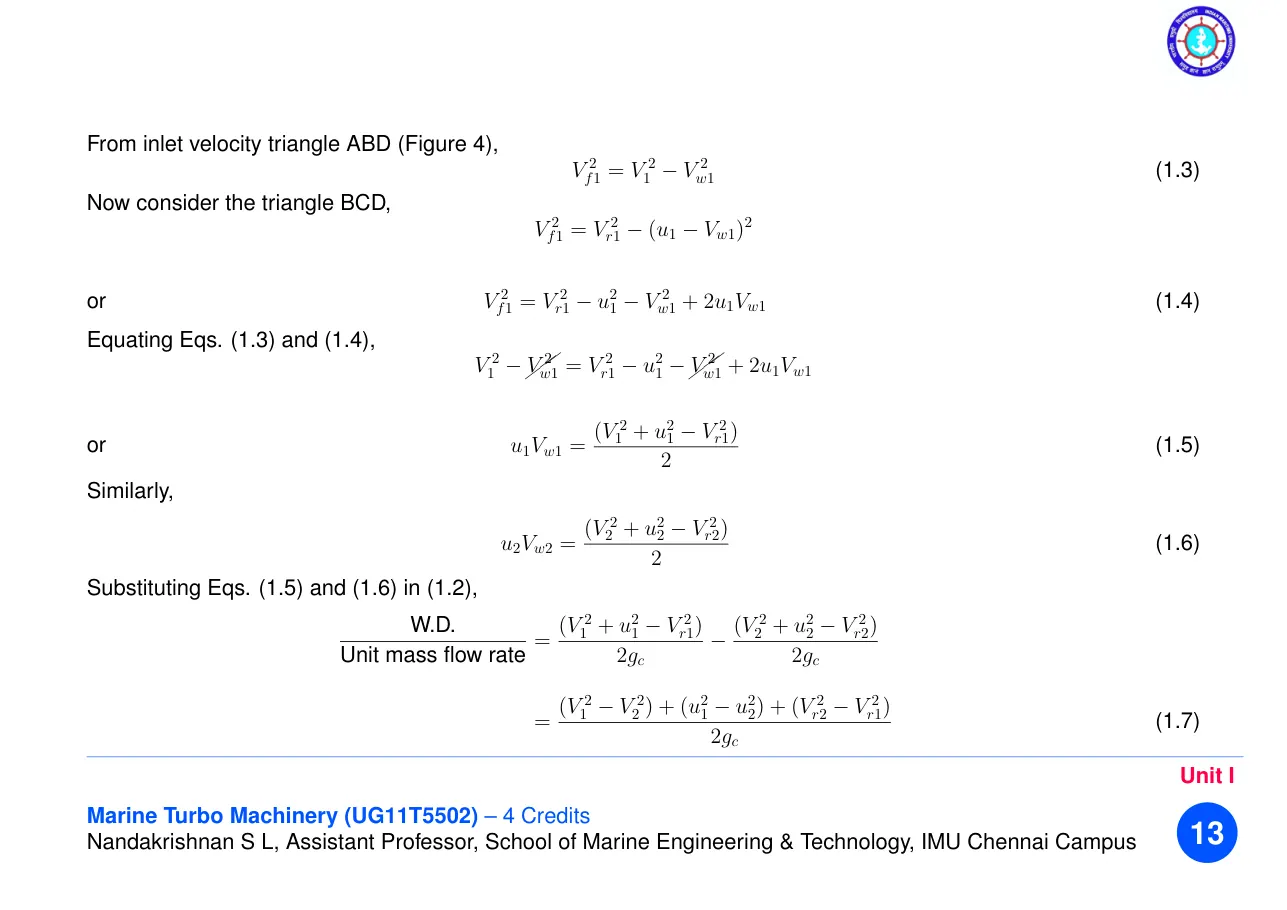 From inlet velocity triangle ABD (Figure 4),
V_{f1}^2 = V_1^2 − V_{w1}^2 (1.3)
Now consider the triangle BCD,
V_{f1}^2 = V_{r1}^2 − (u_1 − V_{w1})^2
or V_{f1}^2 = V_{r1}^2 − u_1^2 − V_{w1}^2 + 2u_1V_{w1} (1.4)
Equating Eqs. (1.3) and (1.4),
V_1^2 − V_{w1}^2 = V_{r1}^2 − u_1^2 − V_{w1}^2 + 2u_1V_{w1}
or u_1V_{w1} = (V_1^2 + u_1^2 − V_{r1}^2) / 2 (1.5)
Similarly,
u_2V_{w2} = (V_2^2 + u_2^2 − V_{r2}^2) / 2 (1.6)
Substituting Eqs. (1.5) and (1.6) in (1.2),
W.D. / Unit mass flow rate = (V_1^2 + u_1^2 − V_{r1}^2) / 2g_c − (V_2^2 + u_2^2 − V_{r2}^2) / 2g_c
= (V_1^2 − V_2^2) + (u_1^2 − u_2^2) + (V_{r2}^2 − V_{r1}^2) / 2g_c (1.7)
Unit I
Marine Turbo Machinery (UG11T5502) – 4 Credits
Nandakrishnan S L, Assistant Professor, School of Marine Engineering & Technology, IMU Chennai Campus
13